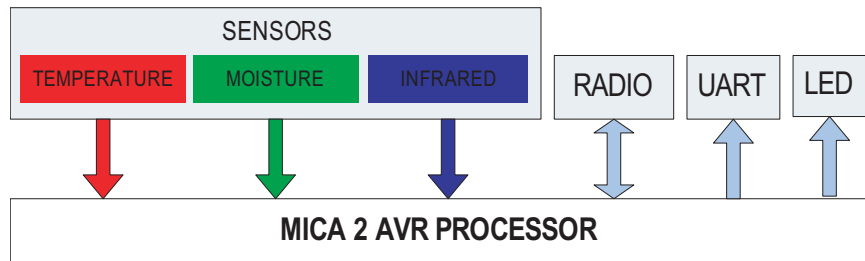 SENSORS
TEMPERATURE MOISTURE INFRARED
RADIO UART LED
MICA 2 AVR PROCESSOR